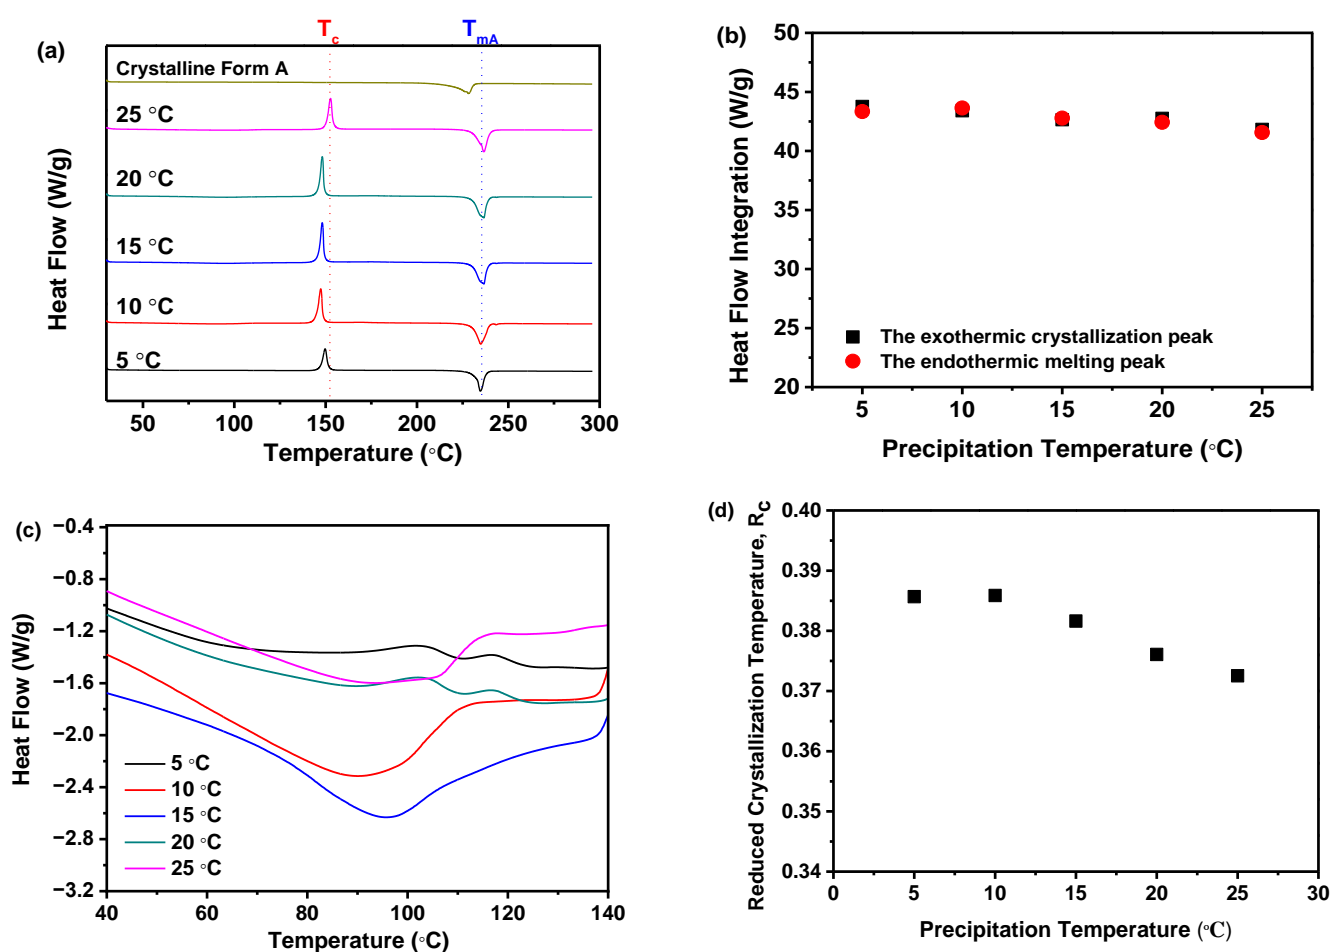 (a)
T_c
T_mA
Crystalline Form A
25 °C
20 °C
15 °C
10 °C
5 °C
Heat Flow (W/g)
50 100 150 200 250 300
Temperature (°C)
(b)
50
45
40
35
30
25
20
Heat Flow Integration (W/g)
The exothermic crystallization peak
The endothermic melting peak
5 10 15 20 25
Precipitation Temperature (°C)
(c)
−0.4
−0.8
−1.2
−1.6
−2.0
−2.4
−2.8
−3.2
Heat Flow (W/g)
5 °C
10 °C
15 °C
20 °C
25 °C
40 60 80 100 120 140
Temperature (°C)
(d)
0.40
0.39
0.38
0.37
0.36
0.35
0.34
Reduced Crystallization Temperature, R_C
0 5 10 15 20 25 30
Precipitation Temperature (°C)